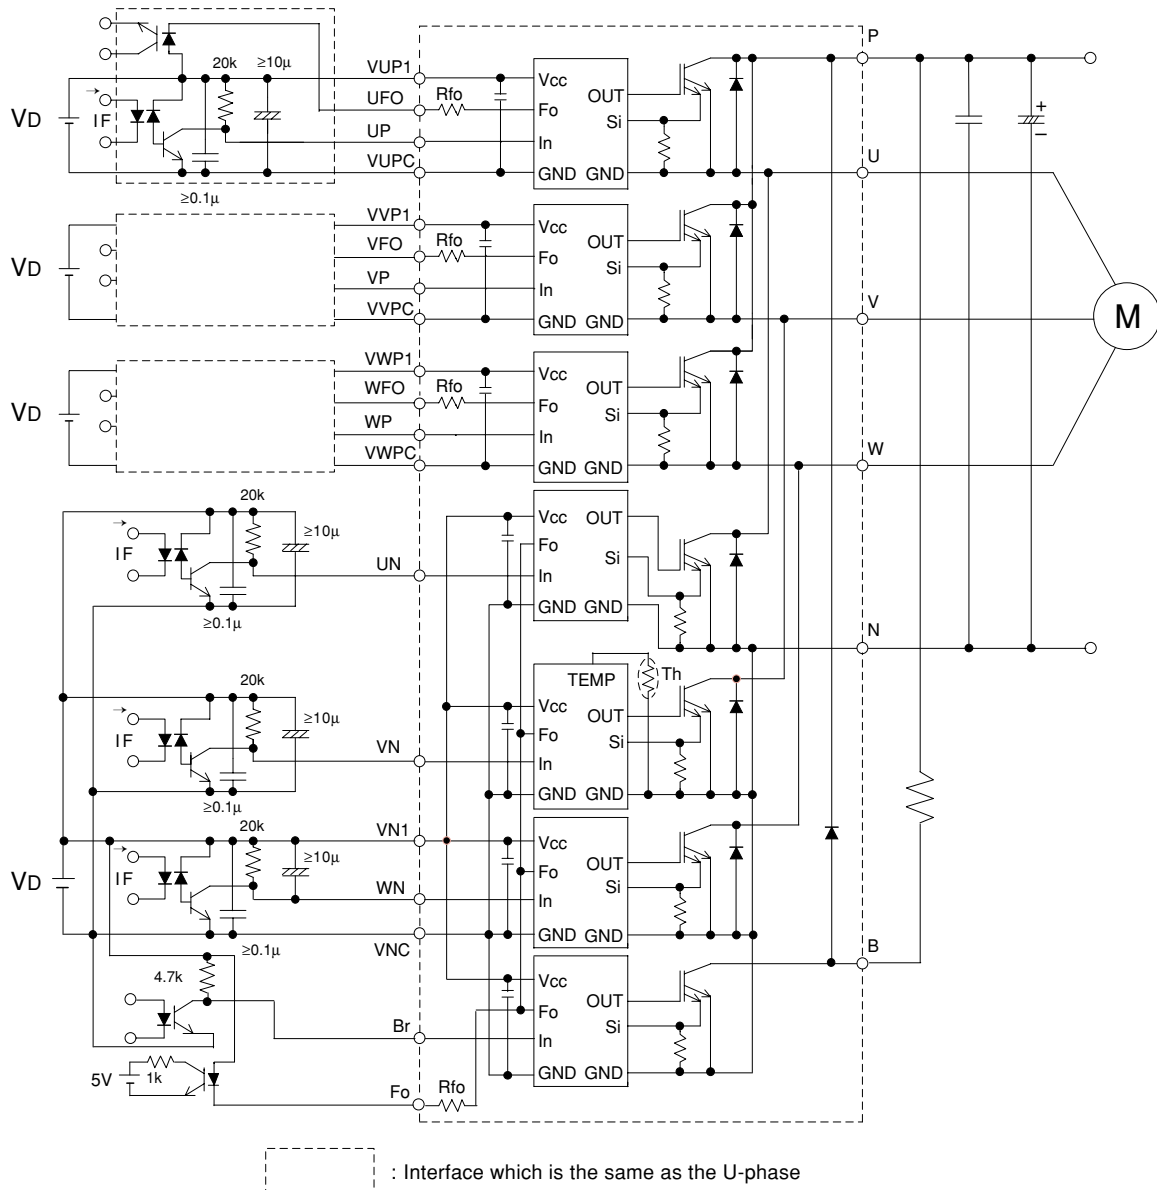 P
20k
≥10µ
VUP1
Vcc
VD
IF
UFO
Rfo
Fo
OUT
Si
+
–
UP
In
VUPC
GND GND
U
≥0.1µ
VVP1
Vcc
VFO
Rfo
Fo
OUT
VD
Si
VP
In
VVPC
GND GND
V
M
VWP1
Vcc
WFO
Rfo
Fo
OUT
VD
Si
WP
In
VWPC
GND GND
W
20k
≥10µ
IF
Vcc
OUT
Fo
Si
UN
In
GND GND
≥0.1µ
N
TEMP
Th
20k
≥10µ
IF
Vcc
OUT
Fo
Si
VN
In
GND GND
≥0.1µ
20k
VN1
Vcc
≥10µ
IF
VD
OUT
Fo
Si
WN
In
GND GND
VNC
≥0.1µ
B
4.7k
Vcc
OUT
Fo
Si
Br
In
5V
1k
GND GND
Fo
Rfo
: Interface which is the same as the U-phase